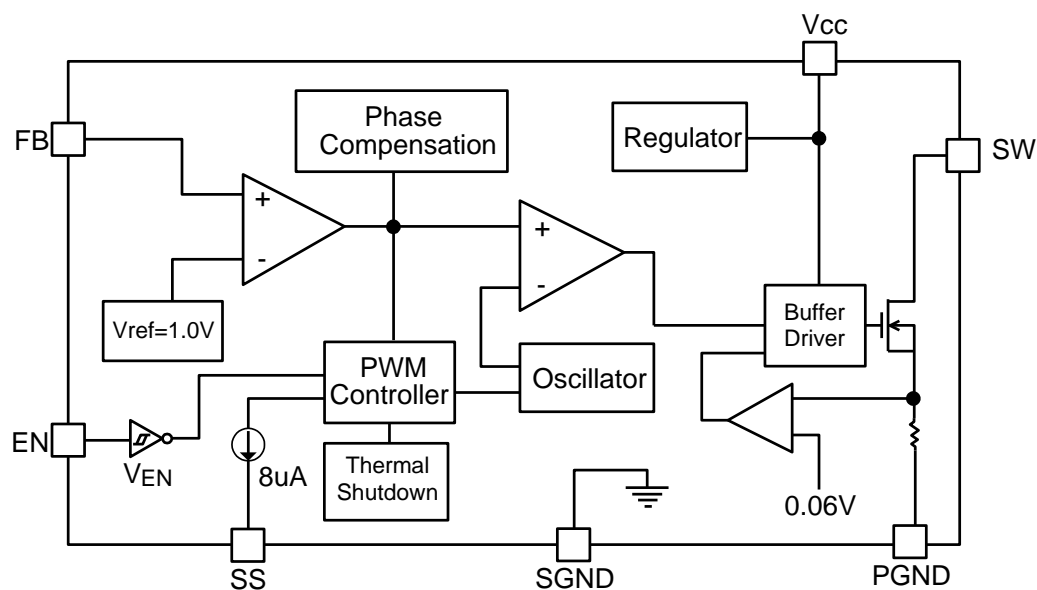 Vcc
FB
Phase
Compensation
Regulator
SW
+
-
+
-
Vref=1.0V
Buffer
Driver
PWM
Controller
Oscillator
EN
VEN
8uA
Thermal
Shutdown
0.06V
SS
SGND
PGND